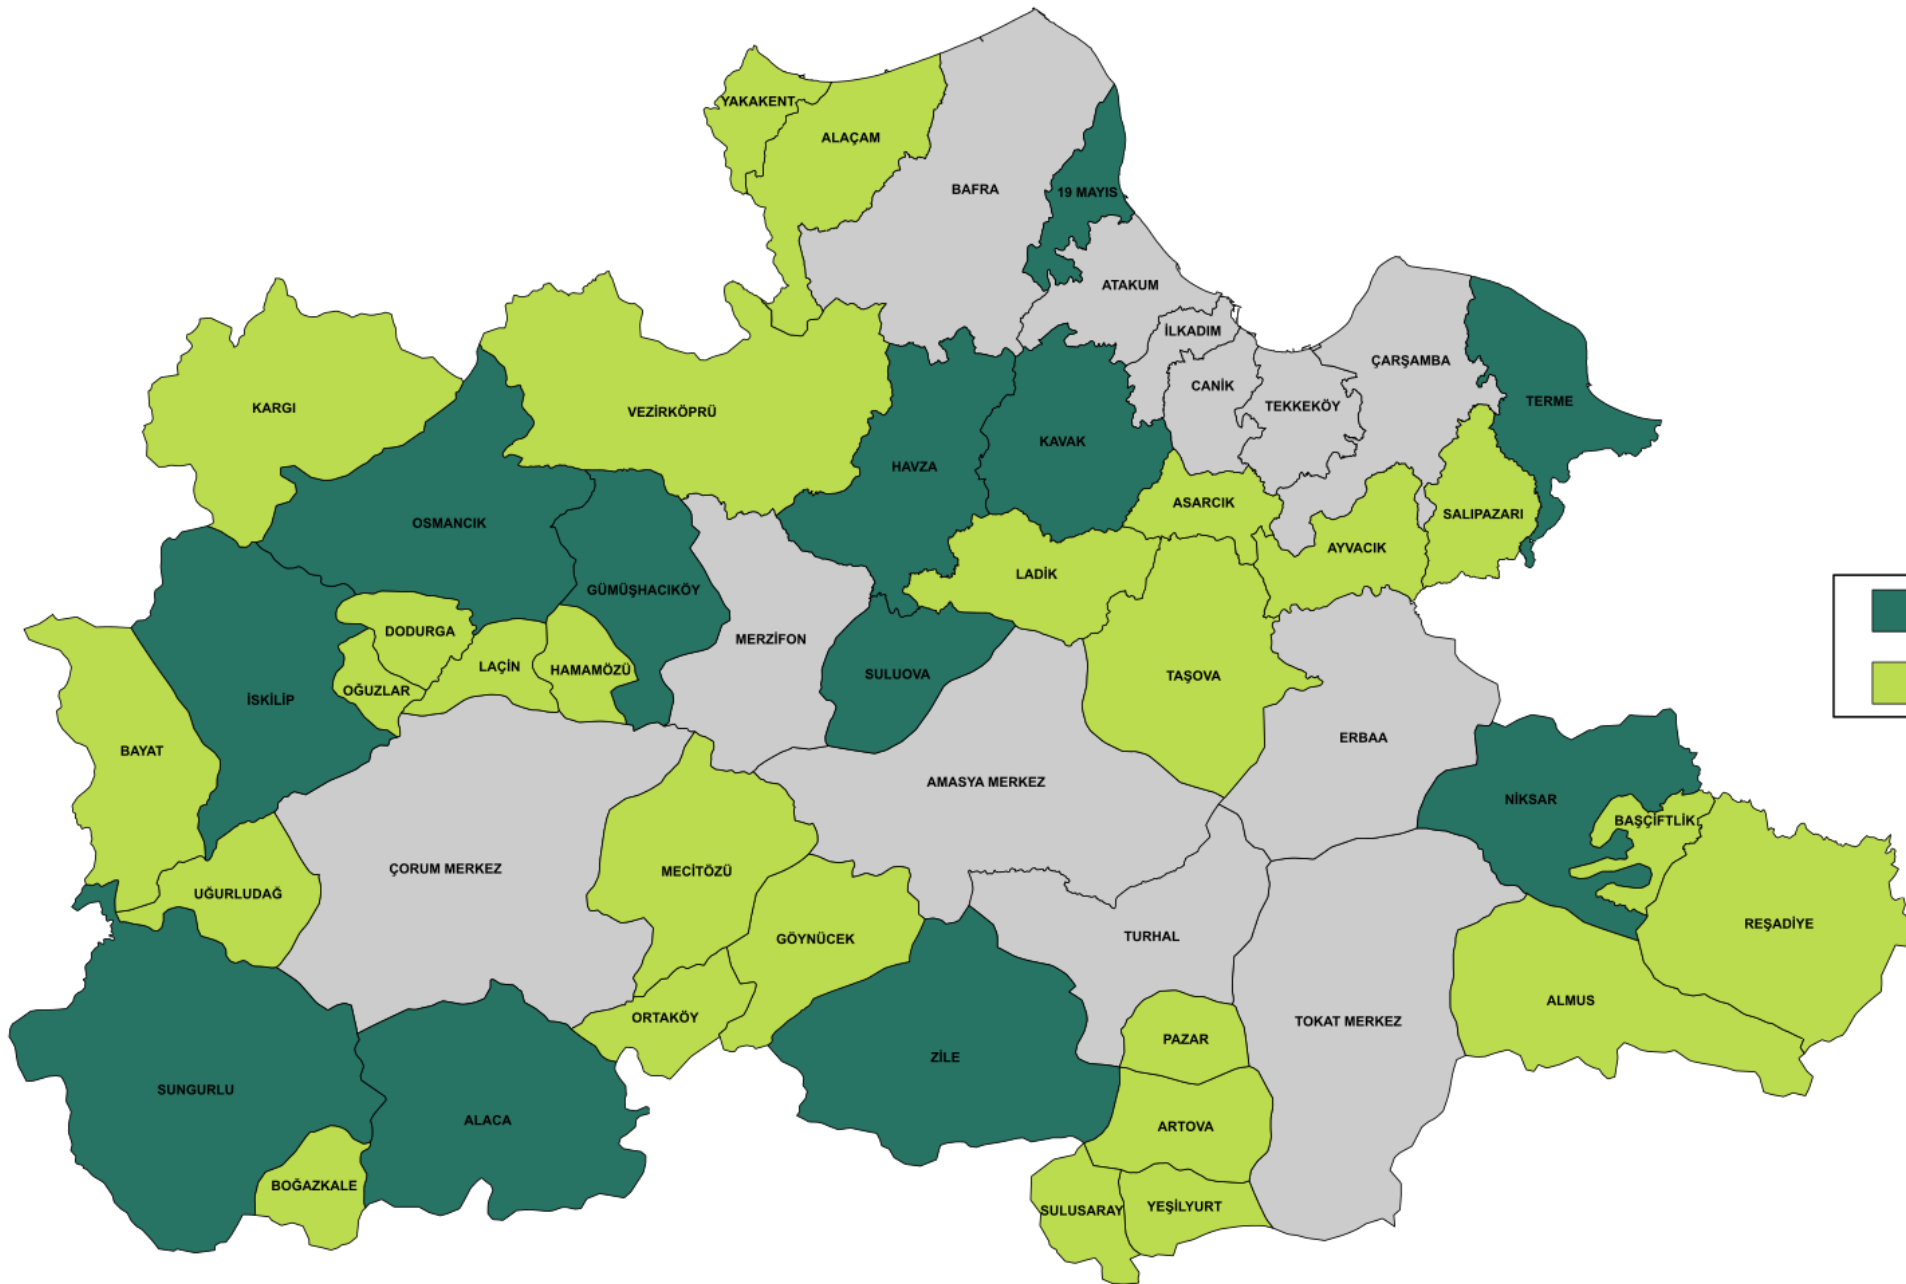 YAKAKENT
ALAÇAM
BAFRA
19 MAYIS
ATAKUM
İLKADIM
ÇARŞAMBA
CANİK
TEKKEKÖY
TERME
KARGI
VEZİRKÖPRÜ
KAVAK
HAVZA
ASARCIK
SALIPAZARI
OSMANCIK
AYVACIK
LADİK
GÜMÜŞHACIKÖY
DODURGA
MERZİFON
LAÇİN
HAMAMÖZÜ
SULUOVA
TAŞOVA
OĞUZLAR
İSKİLİP
ERBAA
BAYAT
AMASYA MERKEZ
NİKSAR
BAŞÇİFTLİK
ÇORUM MERKEZ
MECİTÖZÜ
UĞURLUDAĞ
REŞADİYE
GÖYNÜCEK
TURHAL
ALMUS
ORTAKÖY
TOKAT MERKEZ
PAZAR
ZİLE
SUNGURLU
ALACA
ARTOVA
BOĞAZKALE
YEŞİLYURT
SULUSARAY